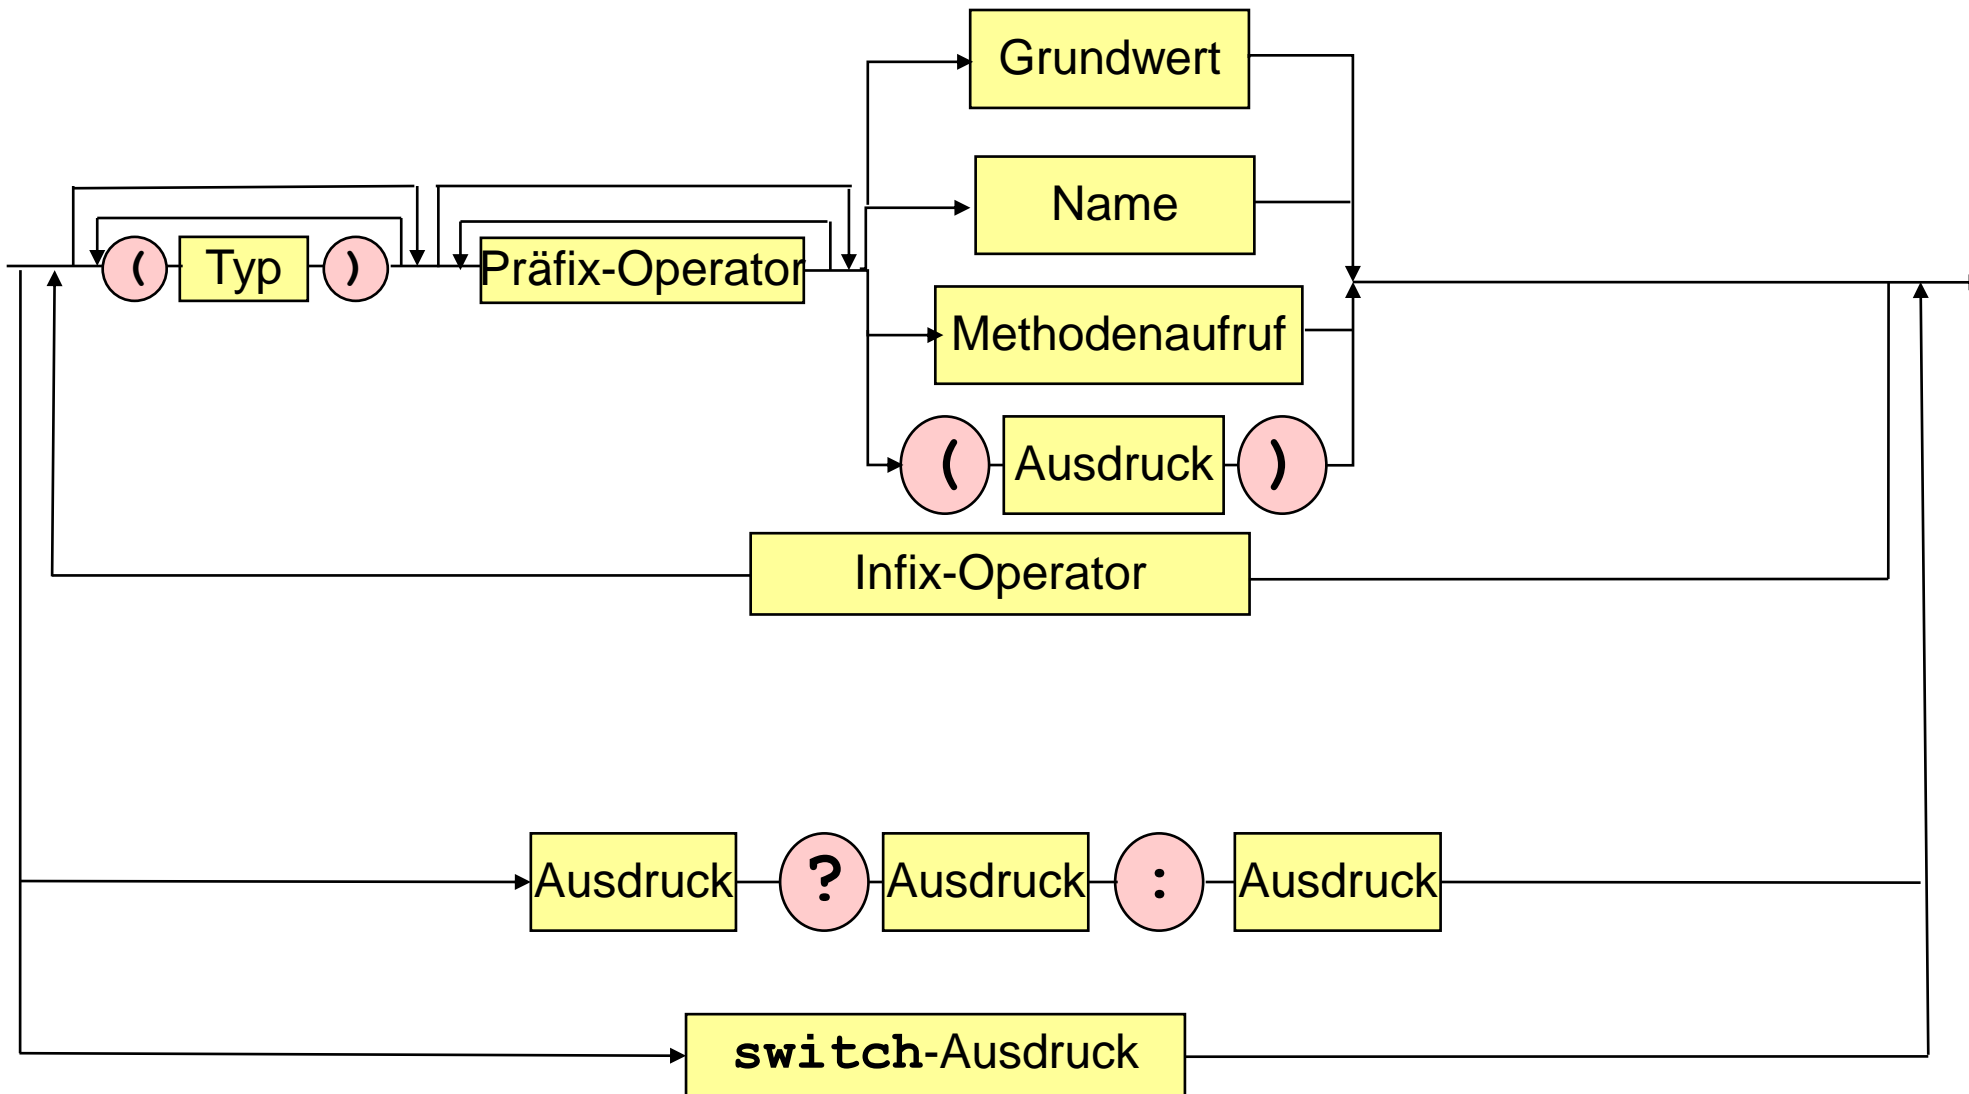 Grundwert
Name
( Typ ) Präfix-Operator
Methodenaufruf
( Ausdruck )
Infix-Operator
Ausdruck ? Ausdruck : Ausdruck
switch-Ausdruck